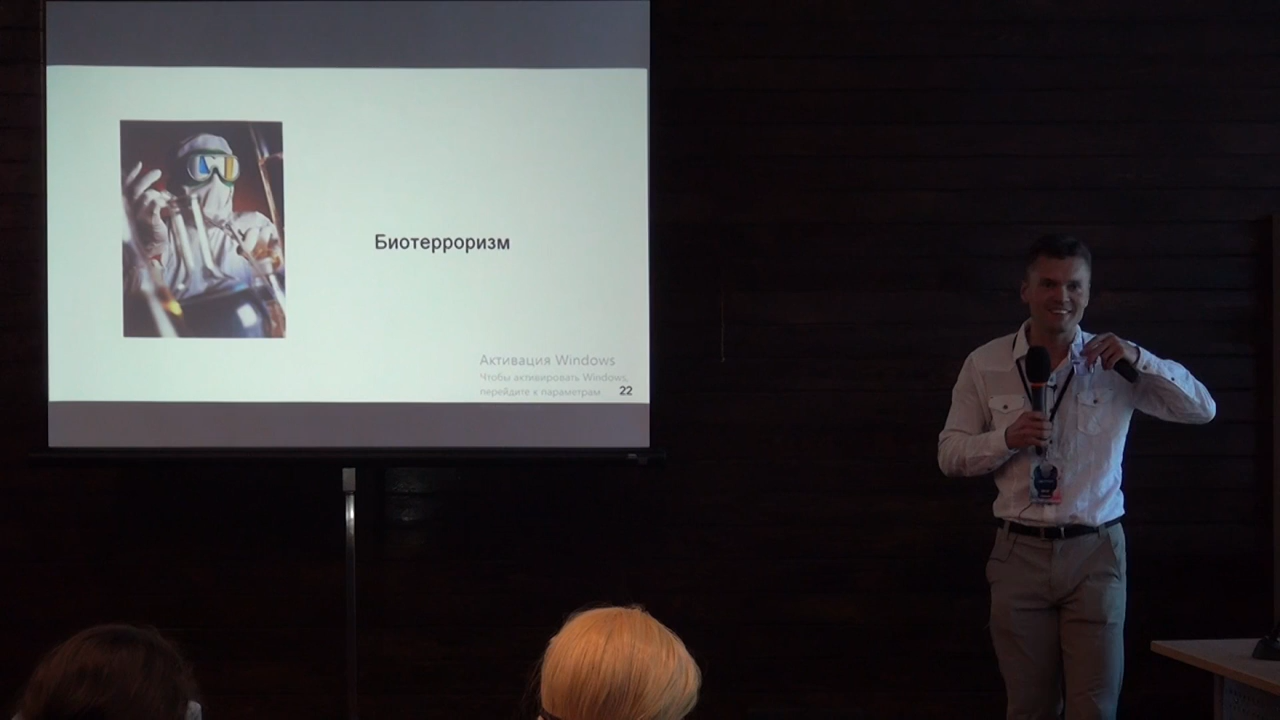 Биотерроризм
Активация Windows
Чтобы активировать Windows,
перейдите к параметрам
22